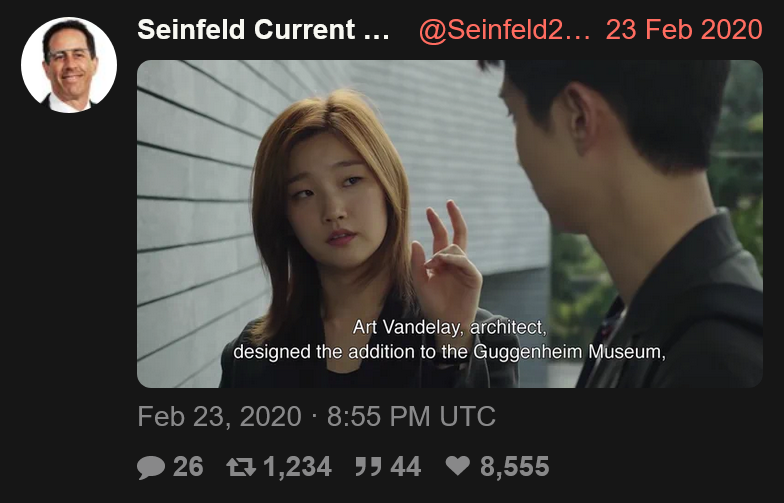 Seinfeld Current ... @Seinfeld2... 23 Feb 2020
Art Vandelay, architect,
designed the addition to the Guggenheim Museum,
Feb 23, 2020 · 8:55 PM UTC
26 1,234 44 8,555